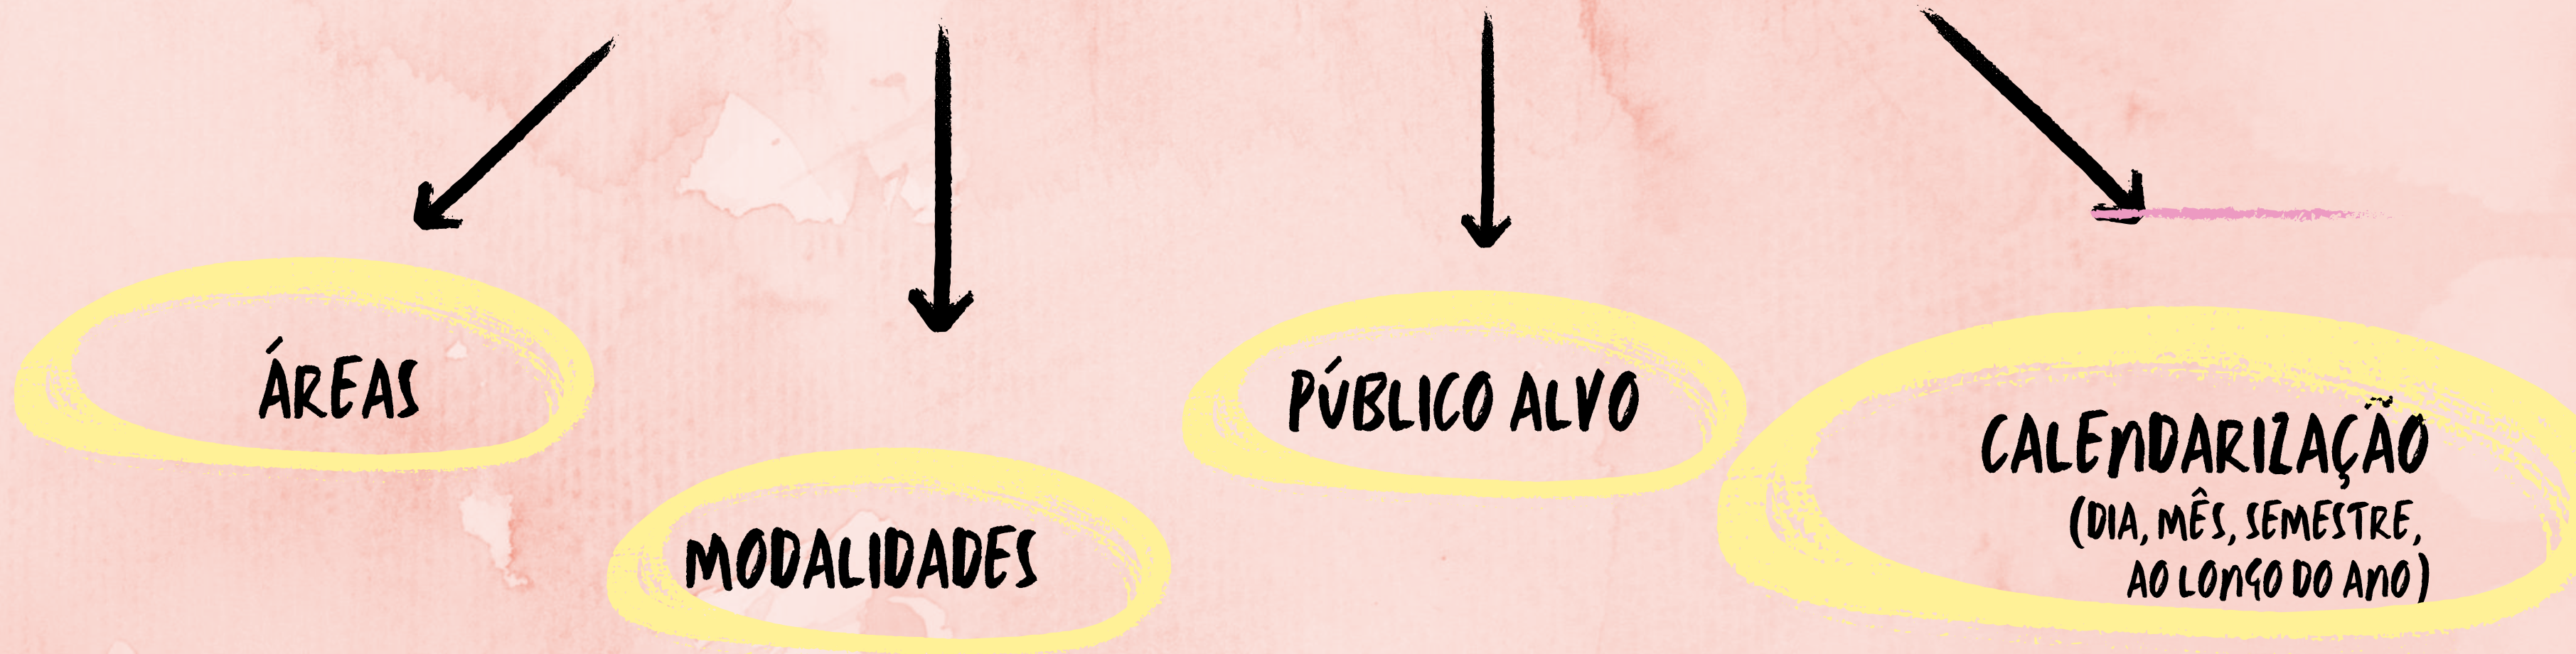 ÁREAS
MODALIDADES
PÚBLICO ALVO
CALENDARIZAÇÃO
(DIA, MÊS, SEMESTRE,
AO LONGO DO ANO)